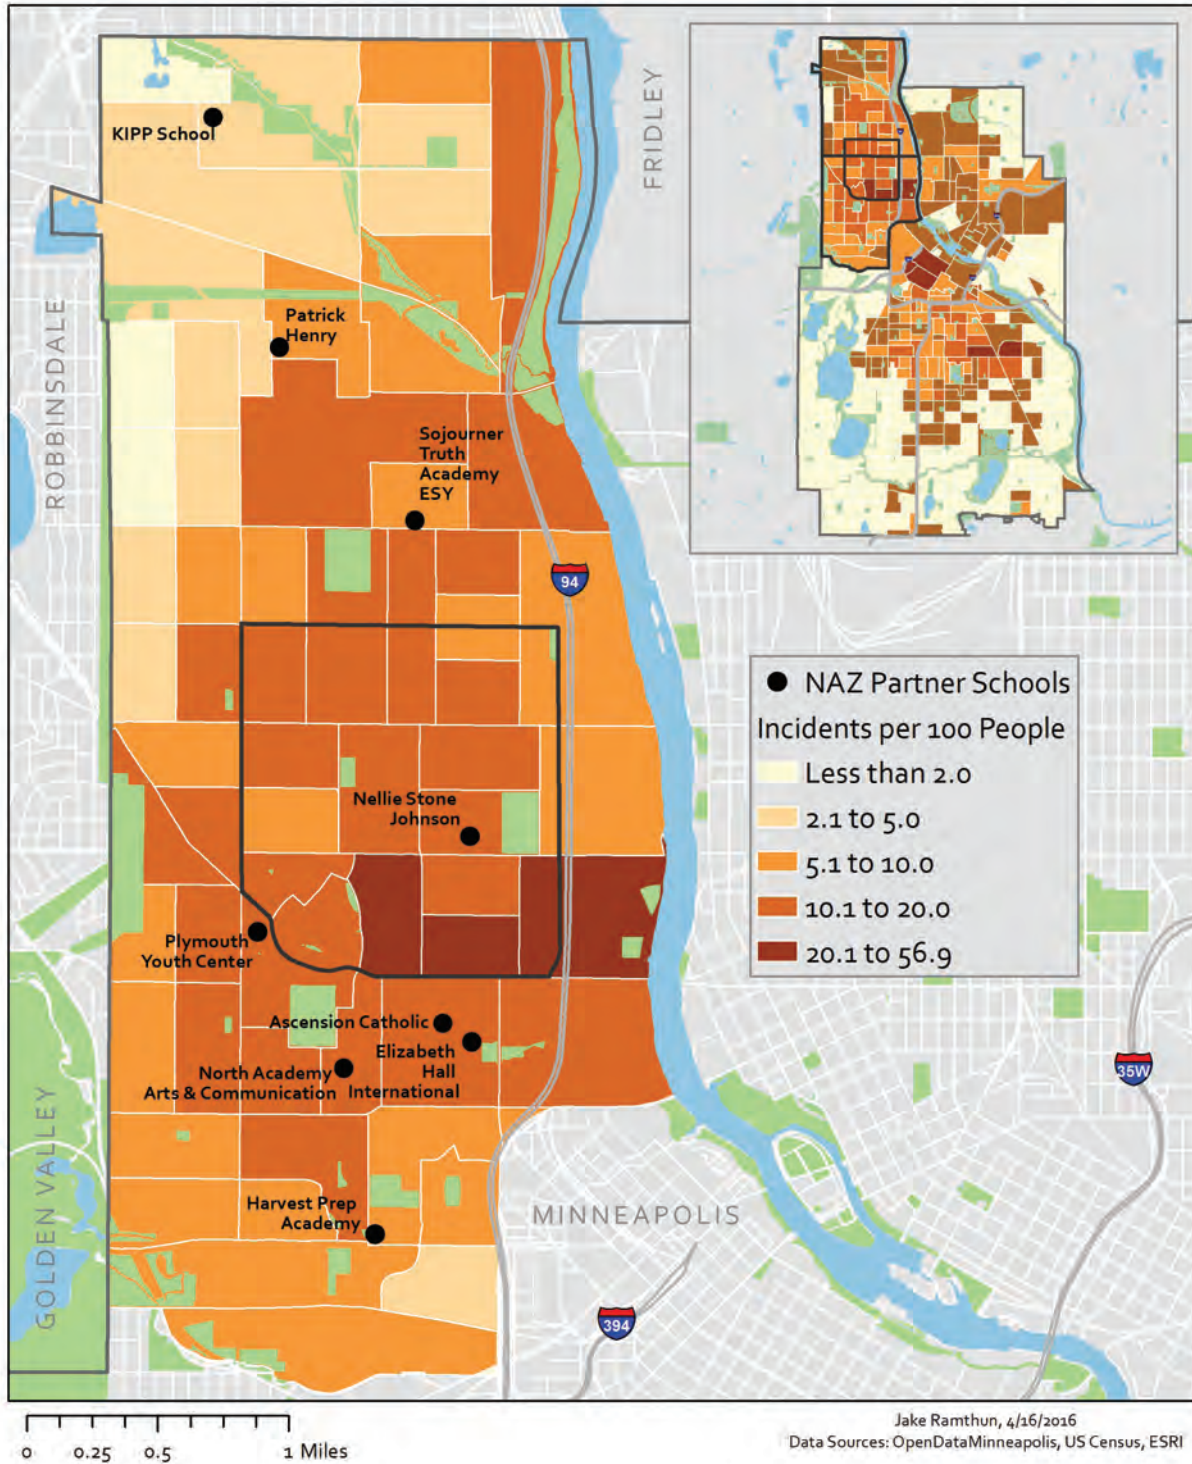 FRIDLEY
KIPP School
ROBBINSDALE
Patrick
Henry
Sojourner
Truth
Academy
ESY
94
NAZ Partner Schools
Incidents per 100 People
Less than 2.0
2.1 to 5.0
5.1 to 10.0
10.1 to 20.0
20.1 to 56.9
Nellie Stone
Johnson
Plymouth
Youth Center
Ascension Catholic
Elizabeth
Hall
International
North Academy
Arts & Communication
35W
GOLDEN VALLEY
Harvest Prep
Academy
MINNEAPOLIS
394
0 0.25 0.5 1 Miles
Jake Ramthun, 4/16/2016
Data Sources: OpenDataMinneapolis, US Census, ESRI